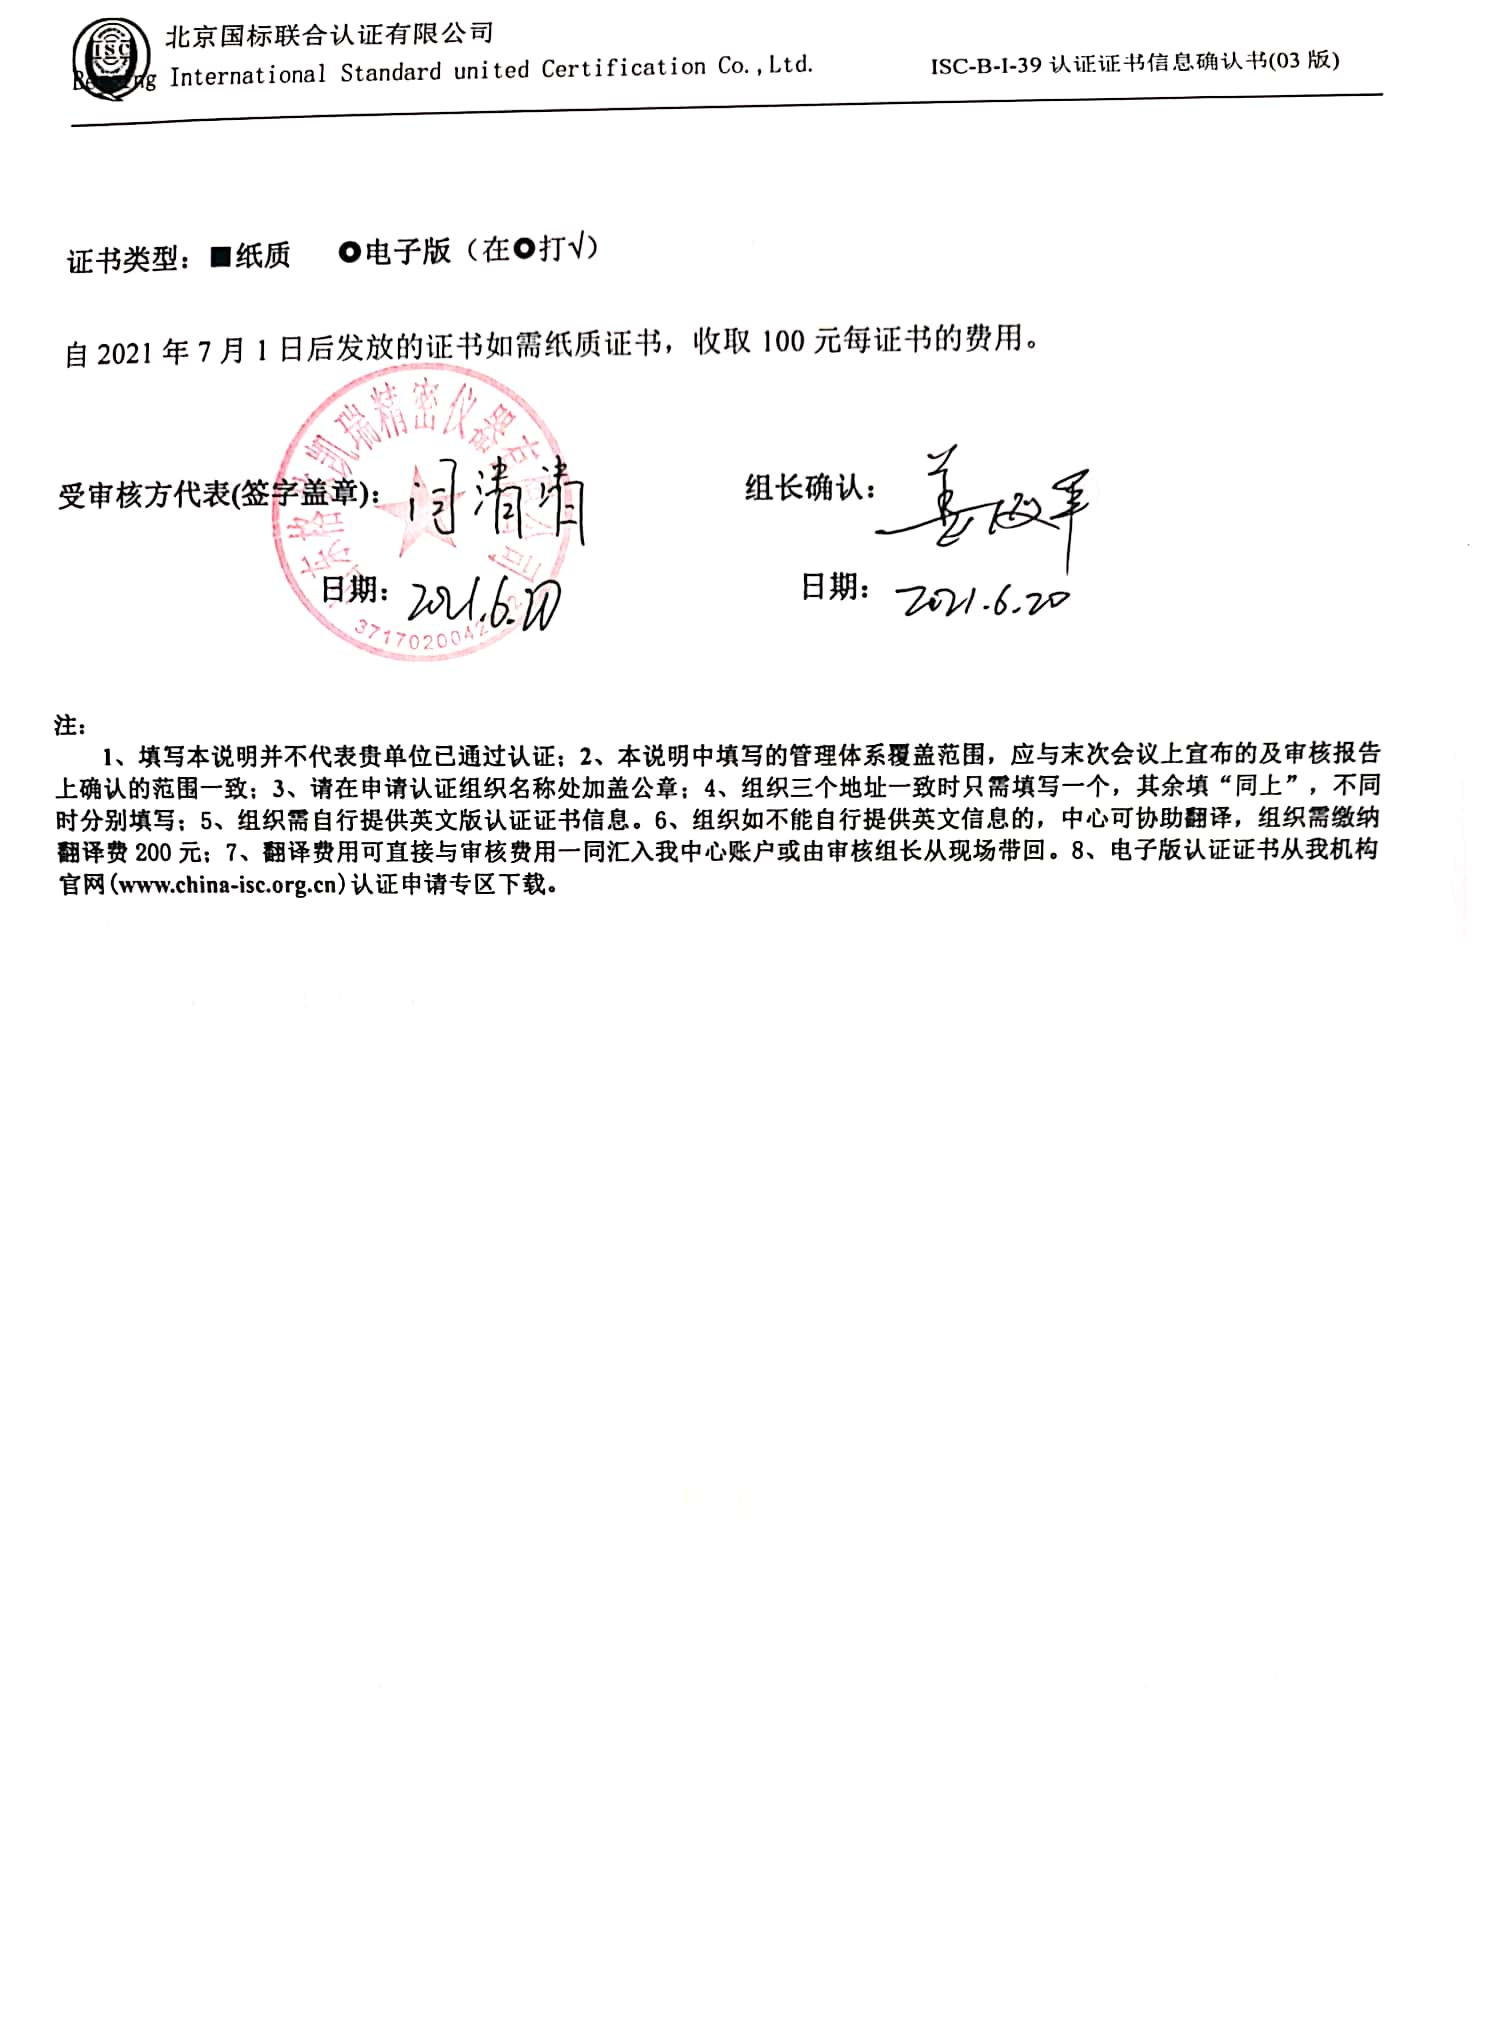 北京国标联合认证有限公司
Beijing International Standard united Certification Co.,Ltd.
ISC-B-I-39 认证证书信息确认书(03 版)
ISC
证书类型：■纸质 ○电子版（在○打√）
自 2021 年 7 月 1 日后发放的证书如需纸质证书，收取 100 元每证书的费用。
凯瑞精密仪器有限公司
受审核方代表(签字盖章)： 闫清清
组长确认：
日期：2021.6.20
日期：2021.6.20
注：
1、填写本说明并不代表贵单位已通过认证；2、本说明中填写的管理体系覆盖范围，应与末次会议上宣布的及审核报告
上确认的范围一致；3、请在申请认证组织名称处加盖公章；4、组织三个地址一致时只需填写一个，其余填“同上”，不同
时分别填写；5、组织需自行提供英文版认证证书信息。6、组织如不能自行提供英文信息的，中心可协助翻译，组织需缴纳
翻译费 200 元；7、翻译费用可直接与审核费用一同汇入我中心账户或由审核组长从现场带回。8、电子版认证证书从我机构
官网(www.china-isc.org.cn)认证申请专区下载。